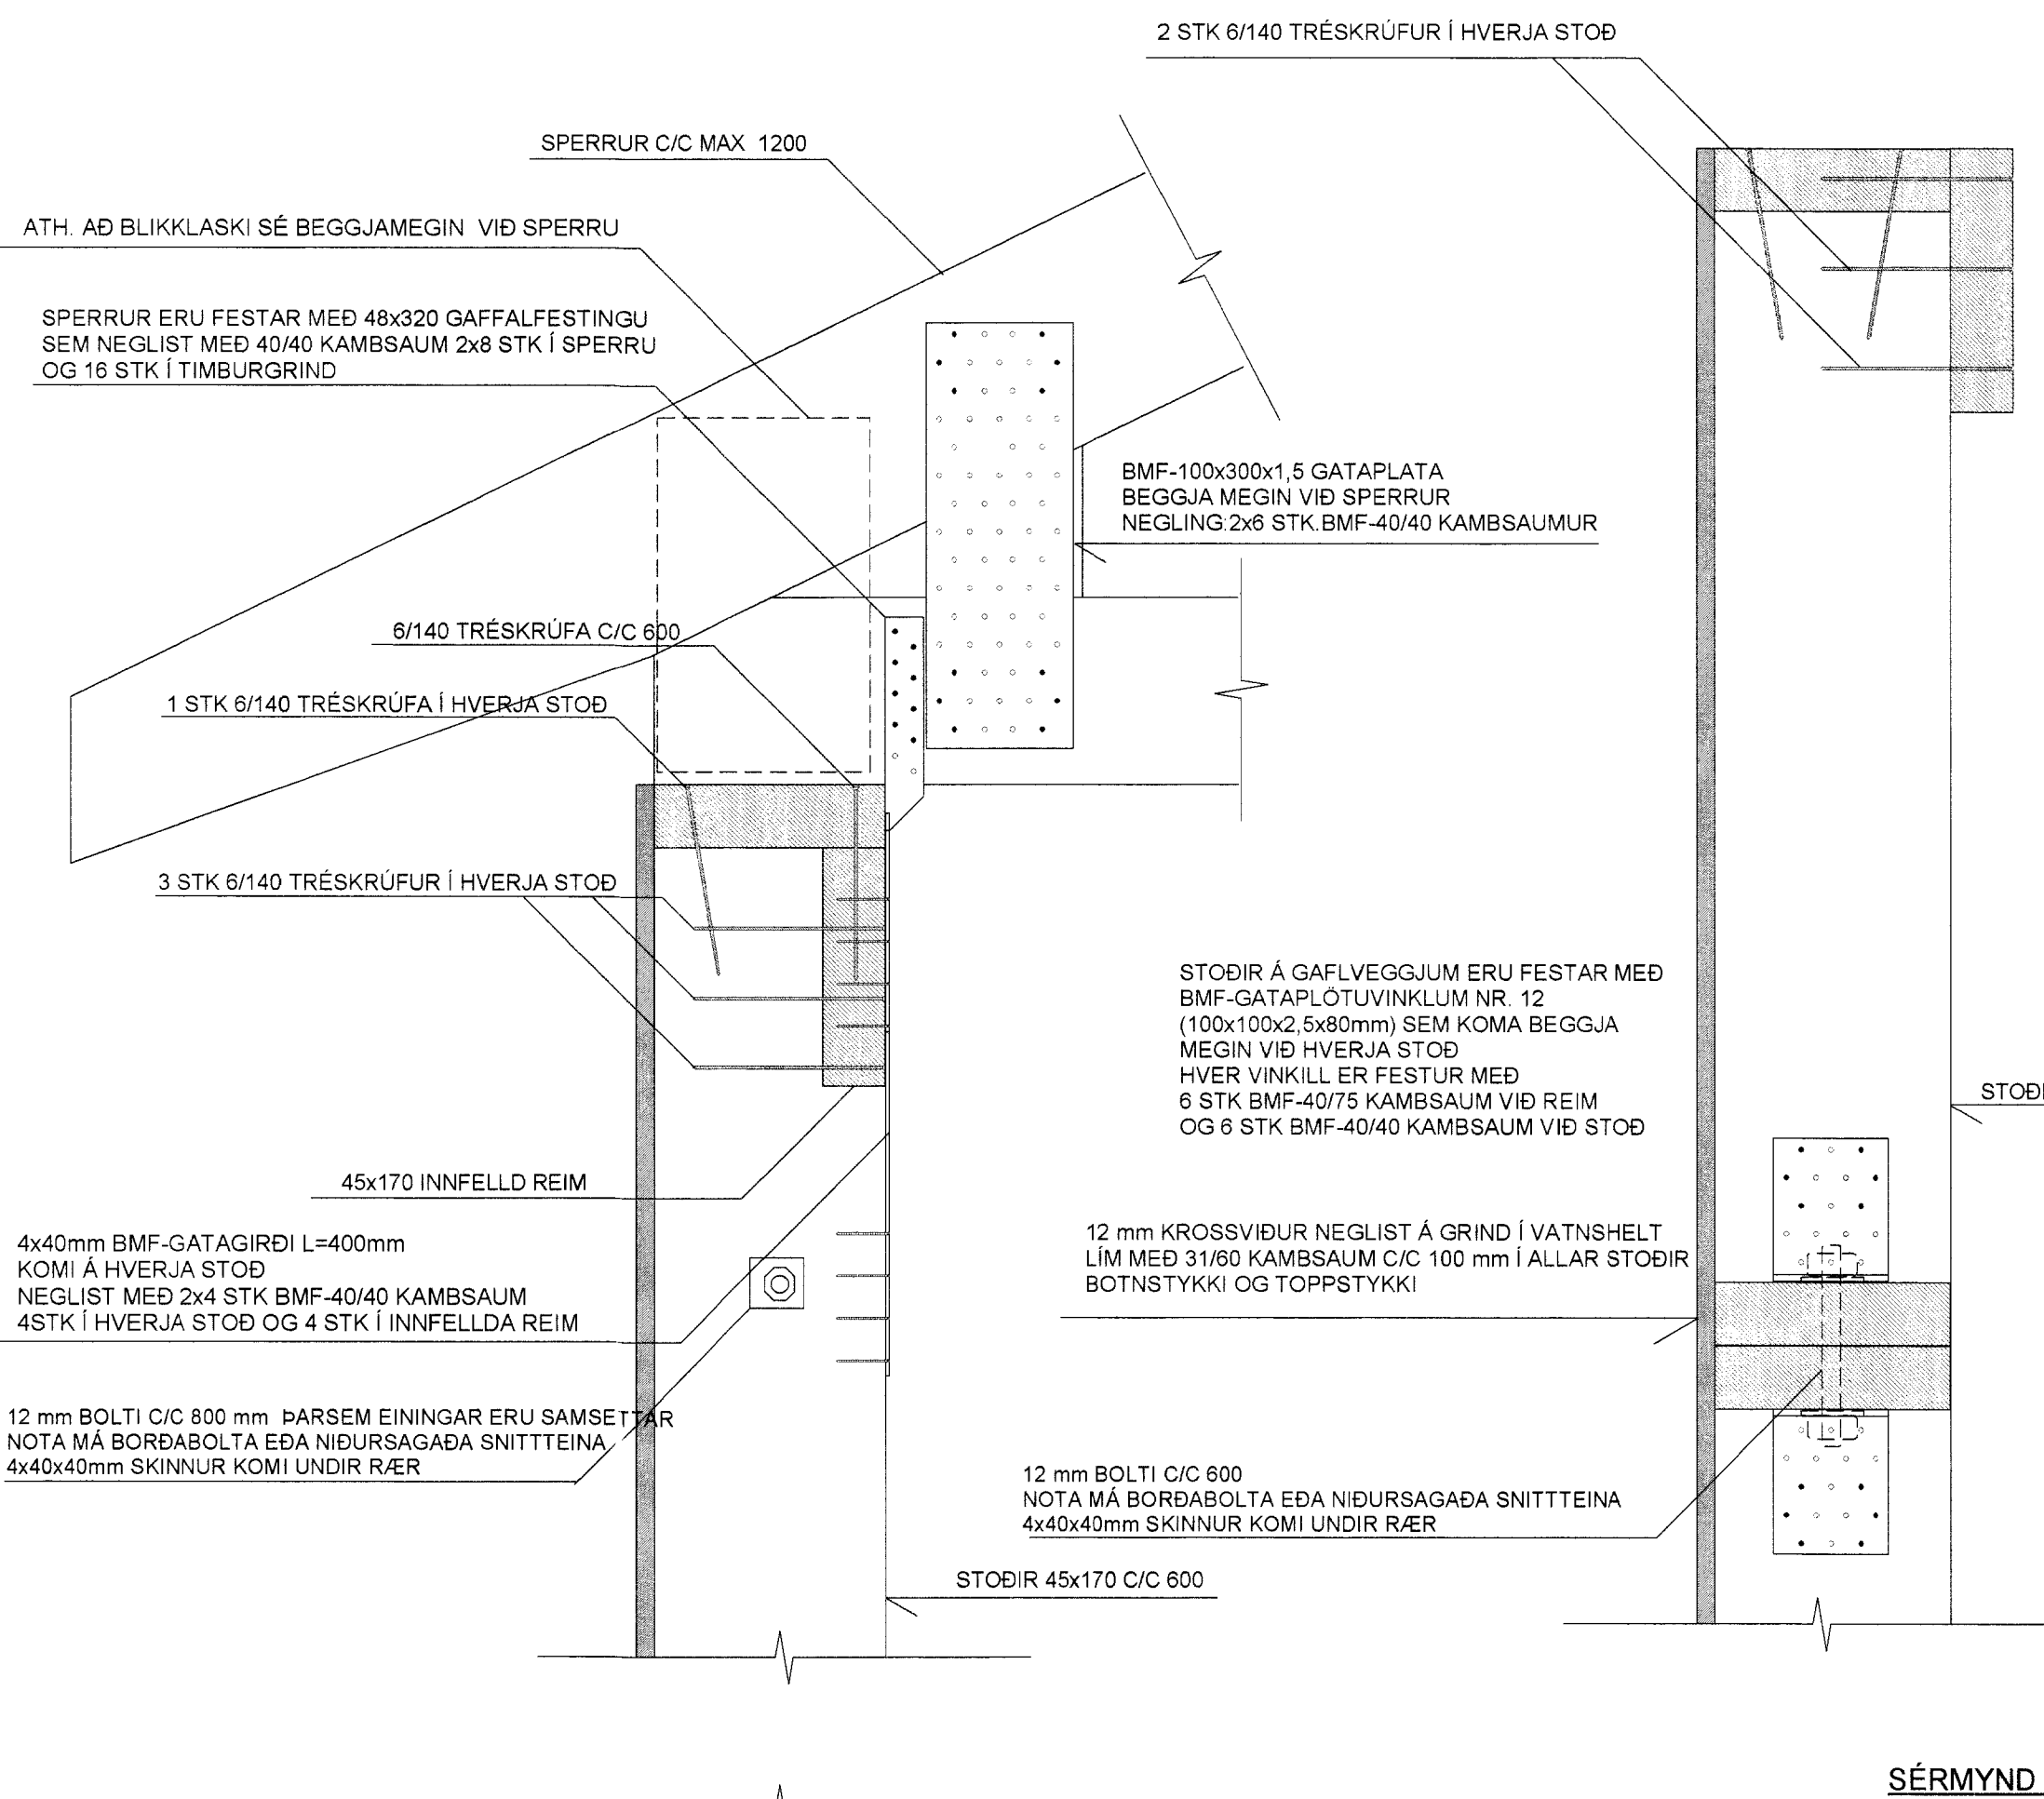 2 STK 6/140 TRÉSKRÚFUR Í HVERJA STOÐ
SPERRUR C/C MAX 1200
ATH. AÐ BLIKKLASKI SÉ BEGGJAMEGIN VIÐ SPERRU
SPERRUR ERU FESTAR MEÐ 48x320 GAFFALFESTINGU
SEM NEGLIST MEÐ 40/40 KAMBSAUM 2x8 STK Í SPERRU
OG 16 STK Í TIMBURGRIND
BMF-100x300x1,5 GATAPLATA
BEGGJA MEGIN VIÐ SPERRUR
NEGLING:2x6 STK.BMF-40/40 KAMBSAUMUR
6/140 TRÉSKRÚFA C/C 600
1 STK 6/140 TRÉSKRÚFA Í HVERJA STOÐ
3 STK 6/140 TRÉSKRÚFUR Í HVERJA STOÐ
STOÐIR Á GAFLVEGGJUM ERU FESTAR MEÐ
BMF-GATAPLÖTUVINKLUM NR. 12
(100x100x2,5x80mm) SEM KOMA BEGGJA
MEGIN VIÐ HVERJA STOÐ
HVER VINKILL ER FESTUR MEÐ
6 STK BMF-40/75 KAMBSAUM VIÐ REIM
OG 6 STK BMF-40/40 KAMBSAUM VIÐ STOÐ
45x170 INNFELLD REIM
4x40mm BMF-GATAGIRÐI L=400mm
KOMI Á HVERJA STOÐ
NEGLIST MEÐ 2x4 STK BMF-40/40 KAMBSAUM
4STK Í HVERJA STOÐ OG 4 STK Í INNFELLDA REIM
12 mm KROSSVIÐUR NEGLIST Á GRIND Í VATNSHELT
LÍM MEÐ 31/60 KAMBSAUM C/C 100 mm Í ALLAR STOÐIR
BOTNSTYKKI OG TOPPSTYKKI
12 mm BOLTI C/C 800 mm ÞARSEM EININGAR ERU SAMSETTAR
NOTA MÁ BORÐABOLTA EÐA NIÐURSAGAÐA SNITTTEINA
4x40x40mm SKINNUR KOMI UNDIR RÆR
12 mm BOLTI C/C 600
NOTA MÁ BORÐABOLTA EÐA NIÐURSAGAÐA SNITTTEINA
4x40x40mm SKINNUR KOMI UNDIR RÆR
STOÐIR 45x170 C/C 600
SÉRMYND